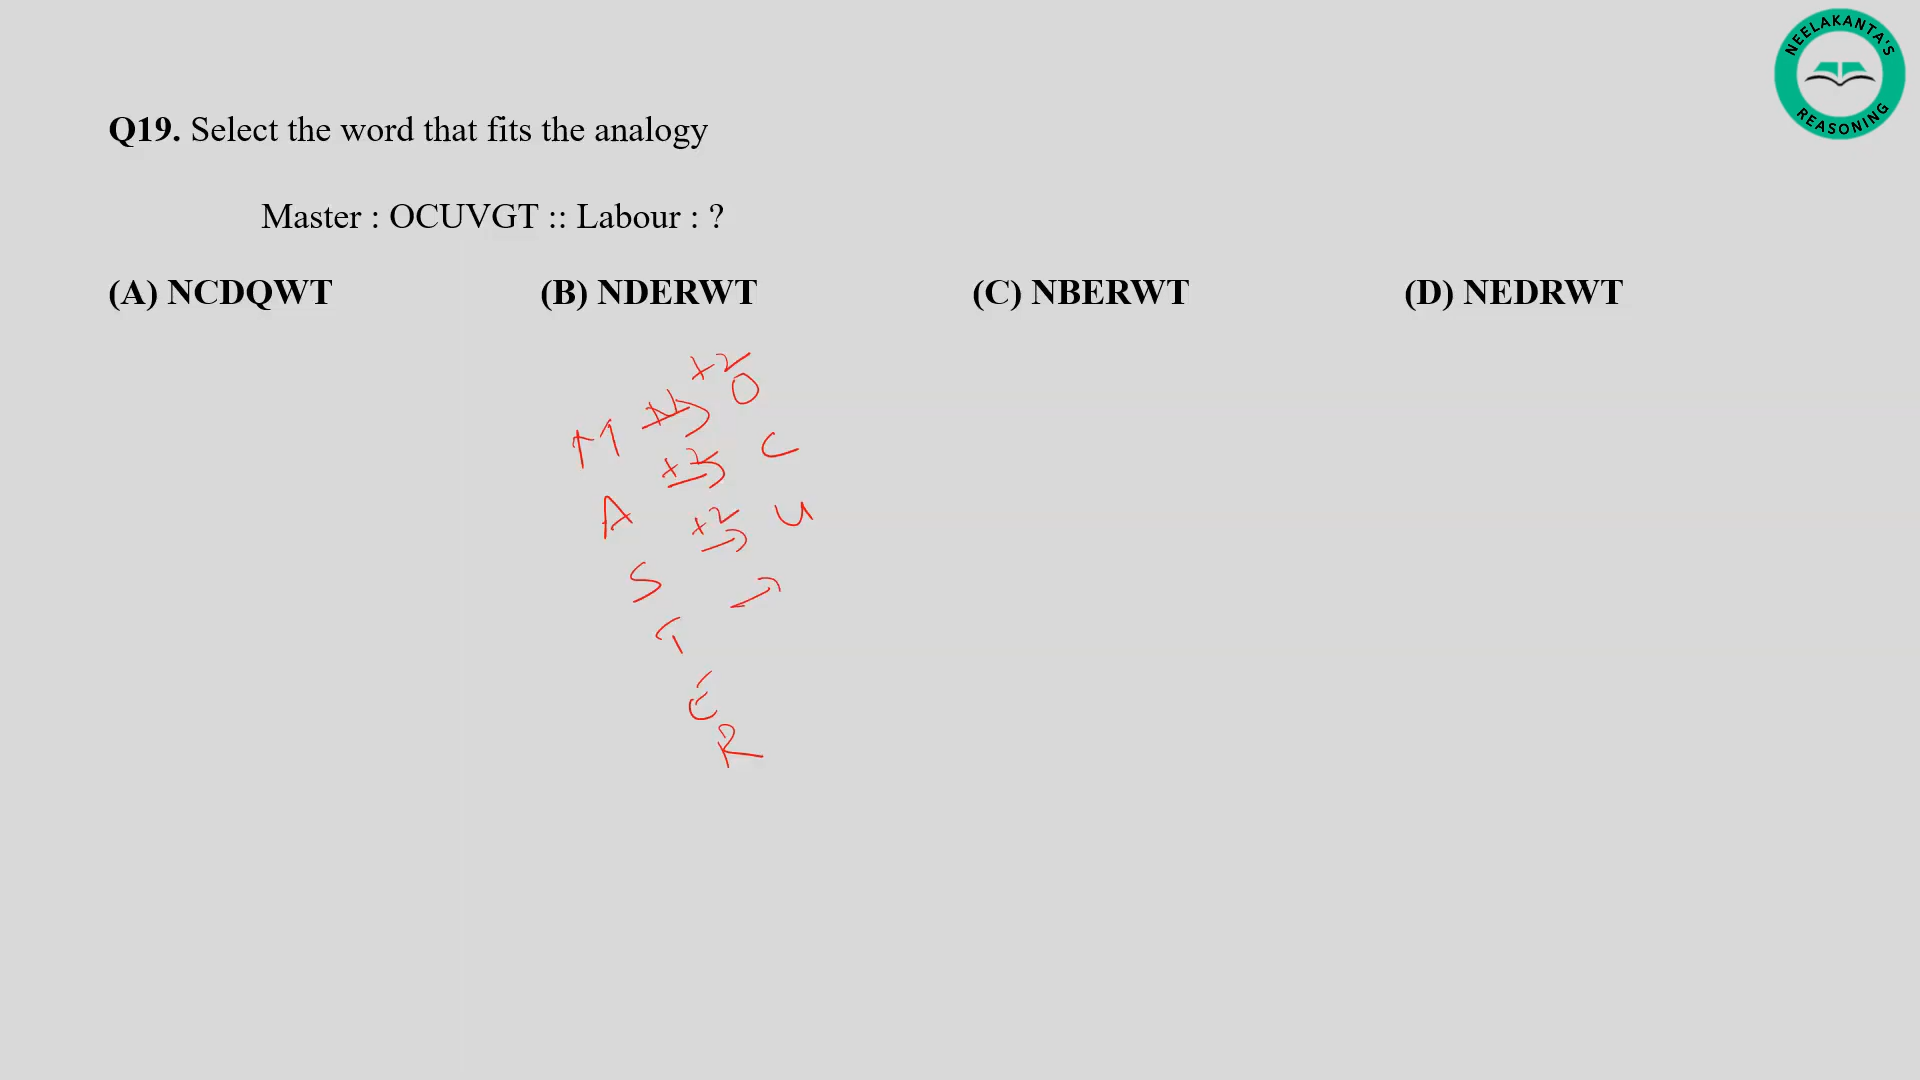 NEELAKANTA'S
REASONING
Q19. Select the word that fits the analogy
Master : OCUVGT :: Labour : ?
(A) NCDQWT (B) NDERWT (C) NBERWT (D) NEDRWT
+2
M O
+2 C
A +2 U
S
T
E
R